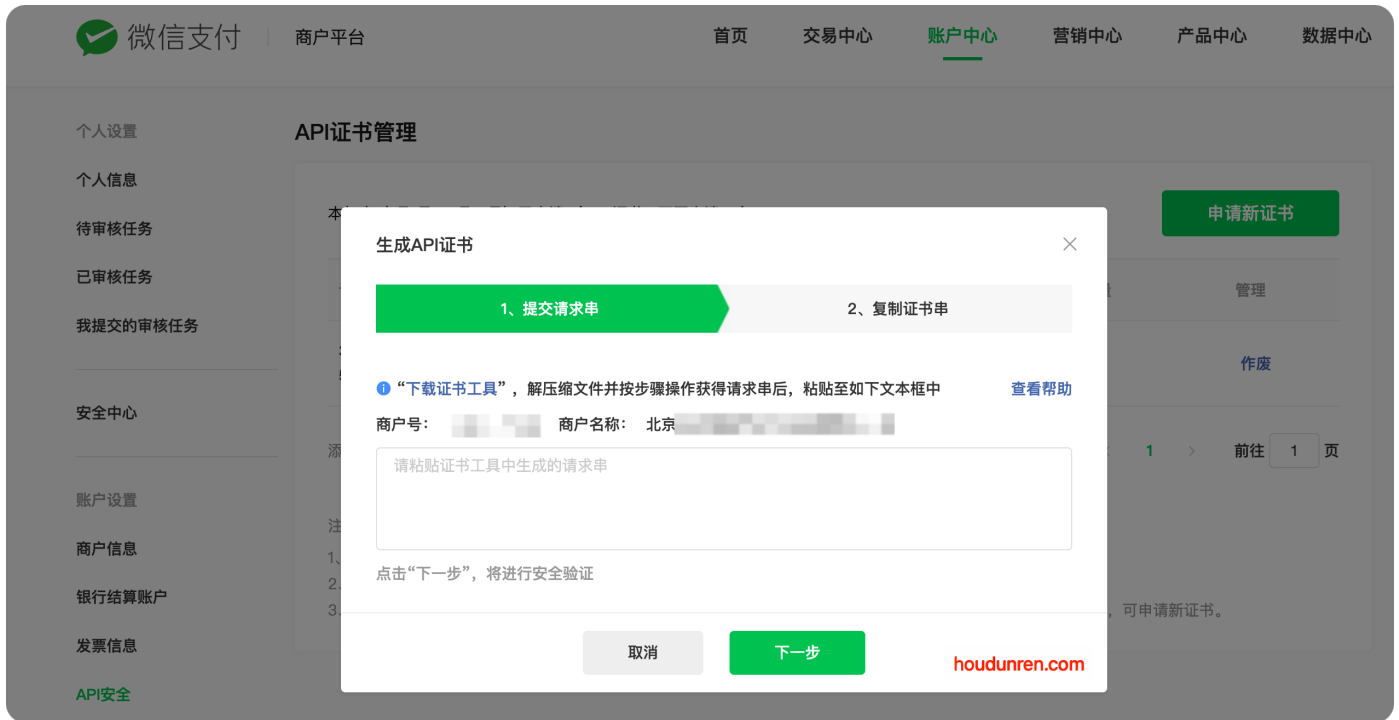 微信支付 商户平台 首页 交易中心 账户中心 营销中心 产品中心 数据中心
个人设置
API证书管理
个人信息
待审核任务
已审核任务
我提交的审核任务
安全中心
账户设置
商户信息
银行结算账户
发票信息
API安全
本
申请新证书
管理
作废
添
1
前往 1 页
注
1、
2.
3.
，可申请新证书。
生成API证书
1、提交请求串
2、复制证书串
“下载证书工具”，解压缩文件并按步骤操作获得请求串后，粘贴至如下文本框中 查看帮助
商户号： 商户名称： 北京
请粘贴证书工具中生成的请求串
点击“下一步”，将进行安全验证
取消 下一步
houdunren.com